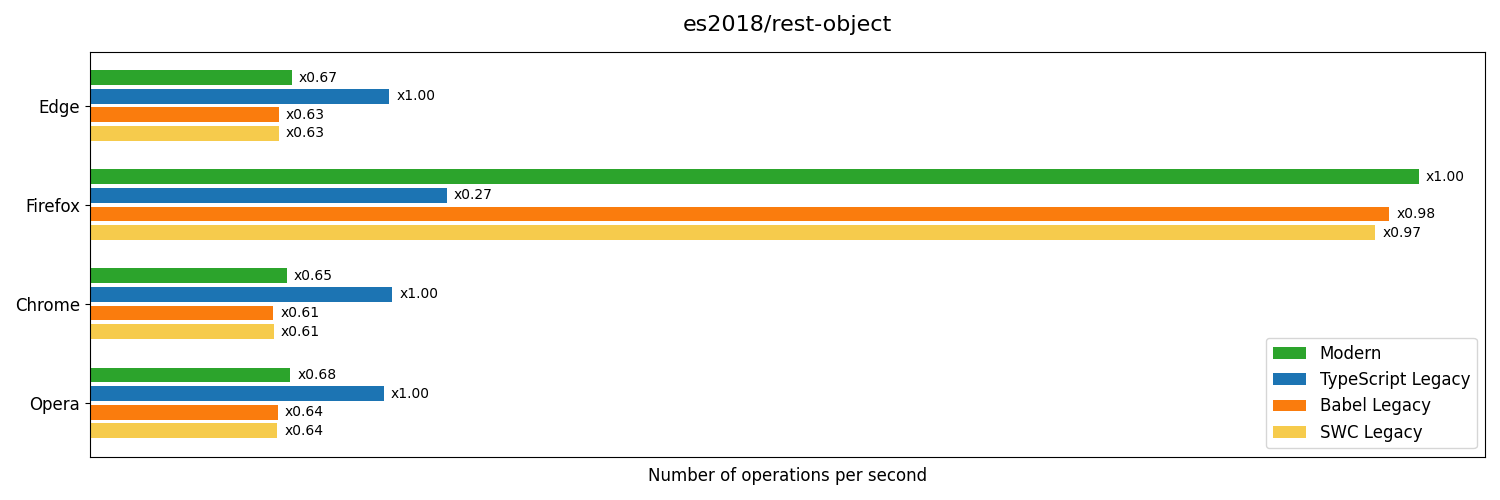 es2018/rest-object
Edge
x0.67
x1.00
x0.63
x0.63
Firefox
x1.00
x0.27
x0.98
x0.97
Chrome
x0.65
x1.00
x0.61
x0.61
Opera
x0.68
x1.00
x0.64
x0.64
Modern
TypeScript Legacy
Babel Legacy
SWC Legacy
Number of operations per second